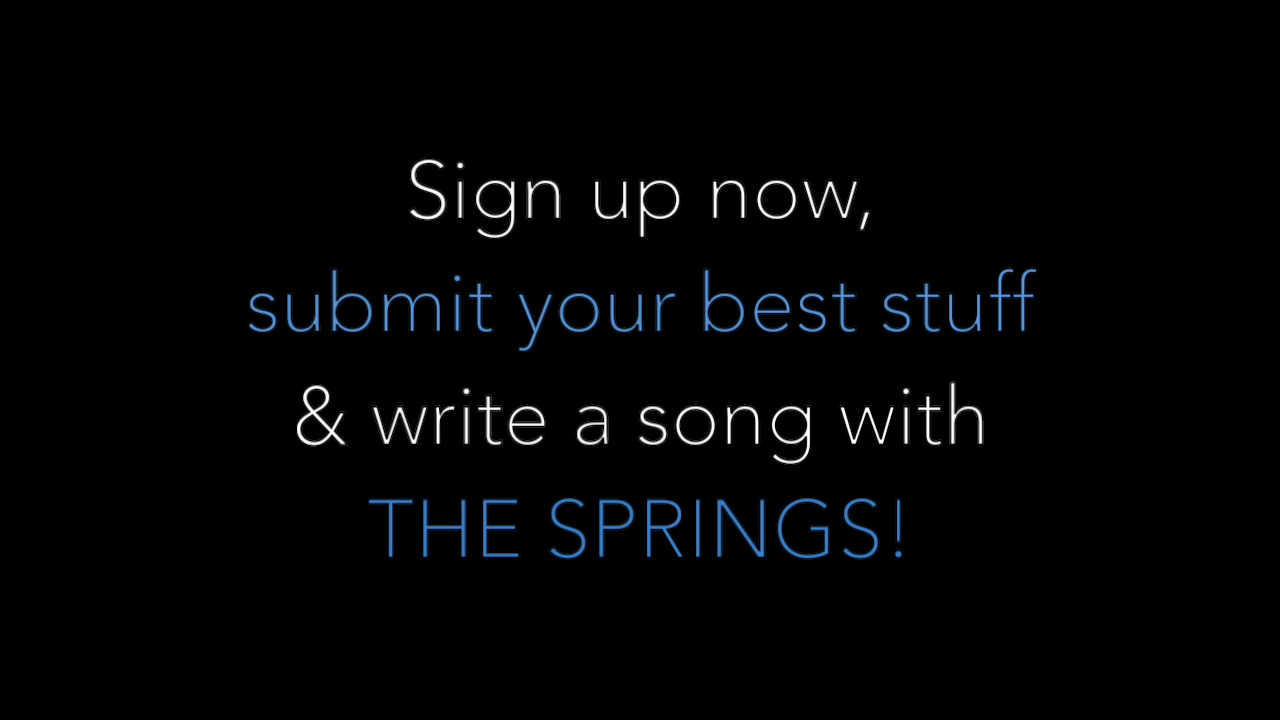 Sign up now,
submit your best stuff
& write a song with
THE SPRINGS!